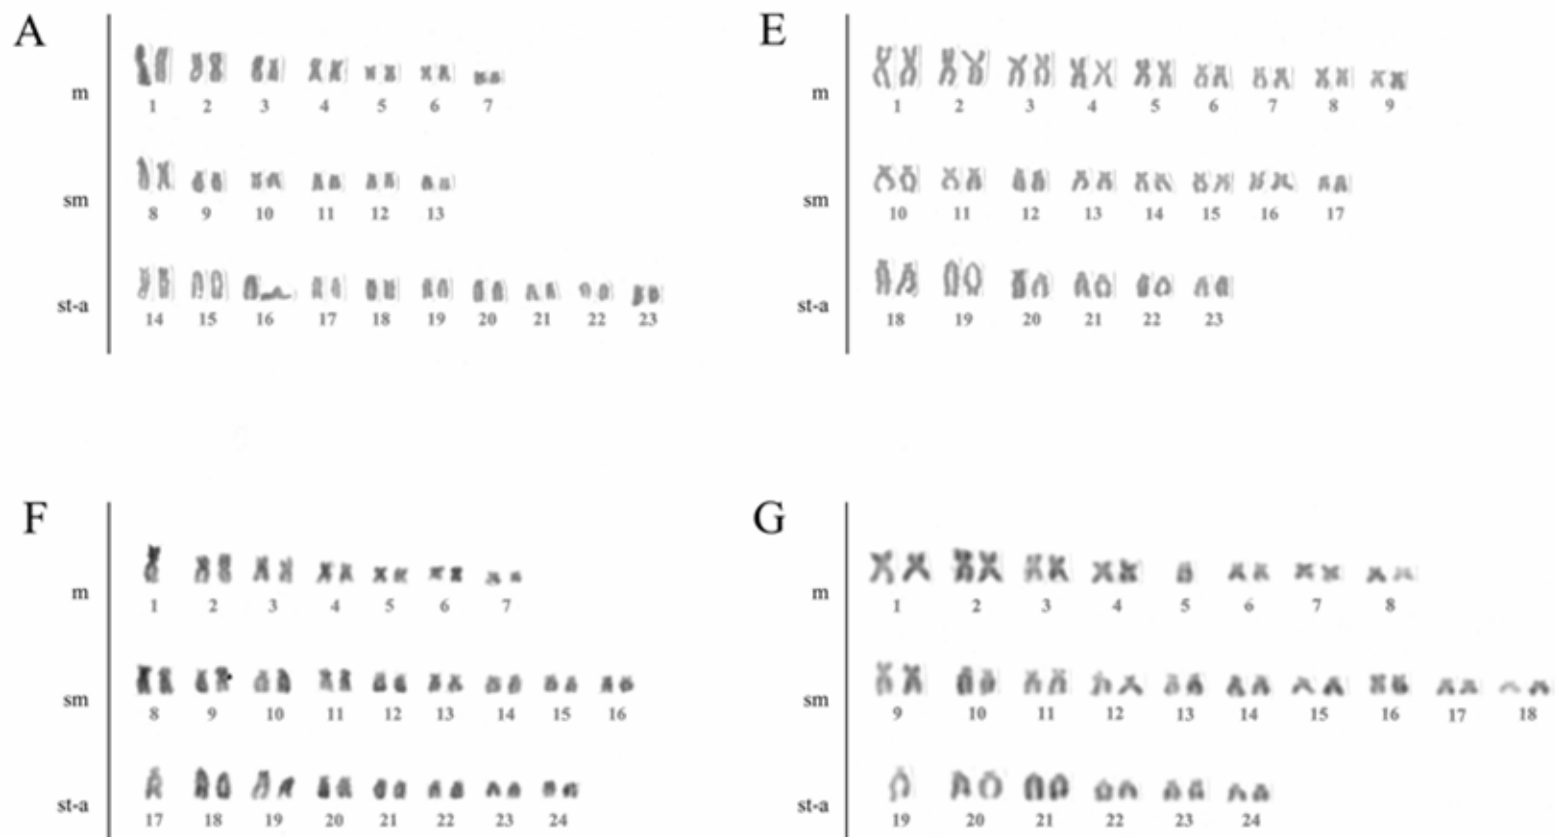 A
m
1 2 3 4 5 6 7
sm
8 9 10 11 12 13
st-a
14 15 16 17 18 19 20 21 22 23
E
m
1 2 3 4 5 6 7 8 9
sm
10 11 12 13 14 15 16 17
st-a
18 19 20 21 22 23
F
m
1 2 3 4 5 6 7
sm
8 9 10 11 12 13 14 15 16
st-a
17 18 19 20 21 22 23 24
G
m
1 2 3 4 5 6 7 8
sm
9 10 11 12 13 14 15 16 17 18
st-a
19 20 21 22 23 24